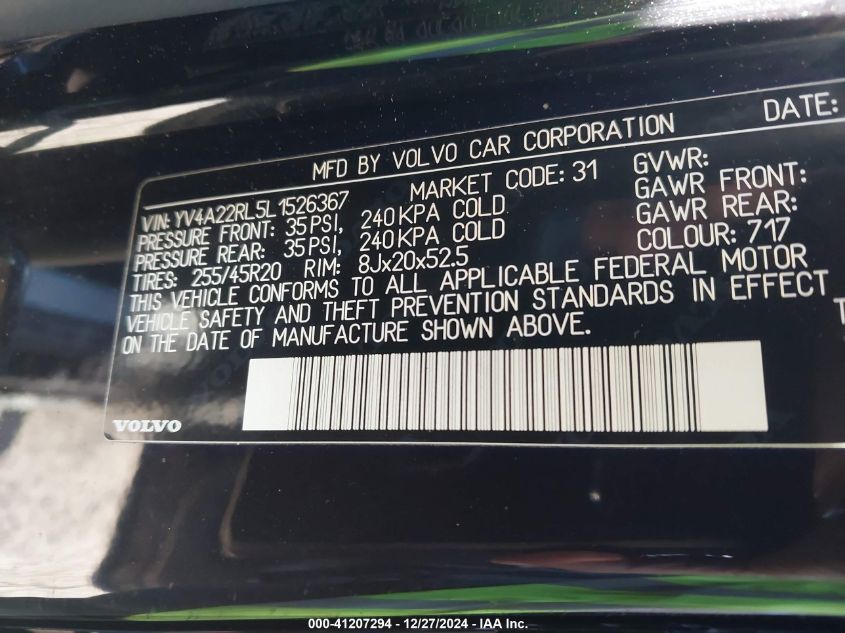 MFD BY VOLVO CAR CORPORATION DATE:
VIN: YV4A22RL5L1526367 MARKET CODE: 31 GVWR:
PRESSURE FRONT: 35PSI, 240KPA COLD GAWR FRONT:
PRESSURE REAR: 35PSI, 240KPA COLD GAWR REAR:
TIRES: 255/45R20 RIM: 8Jx20x52.5 COLOUR: 717
THIS VEHICLE CONFORMS TO ALL APPLICABLE FEDERAL MOTOR
VEHICLE SAFETY AND THEFT PREVENTION STANDARDS IN EFFECT
ON THE DATE OF MANUFACTURE SHOWN ABOVE.
VOLVO
000-41207294 - 12/27/2024 - IAA Inc.